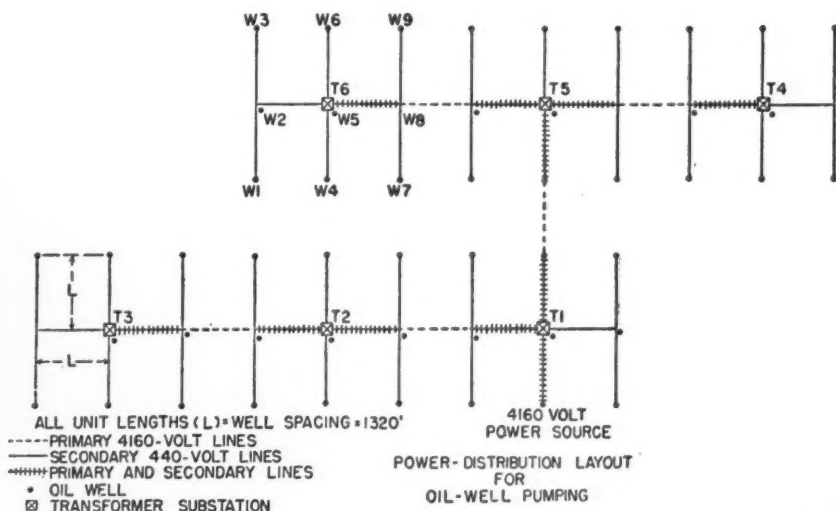 W3 W6 W9
T6 T5 T4
W2 W5 W8
W1 W4 W7
L T3 T2 T1
L
ALL UNIT LENGTHS (L)=WELL SPACING=1320'
PRIMARY 4160-VOLT LINES
SECONDARY 440-VOLT LINES
PRIMARY AND SECONDARY LINES
OIL WELL
TRANSFORMER SUBSTATION
4160 VOLT
POWER SOURCE
POWER-DISTRIBUTION LAYOUT
FOR
OIL-WELL PUMPING